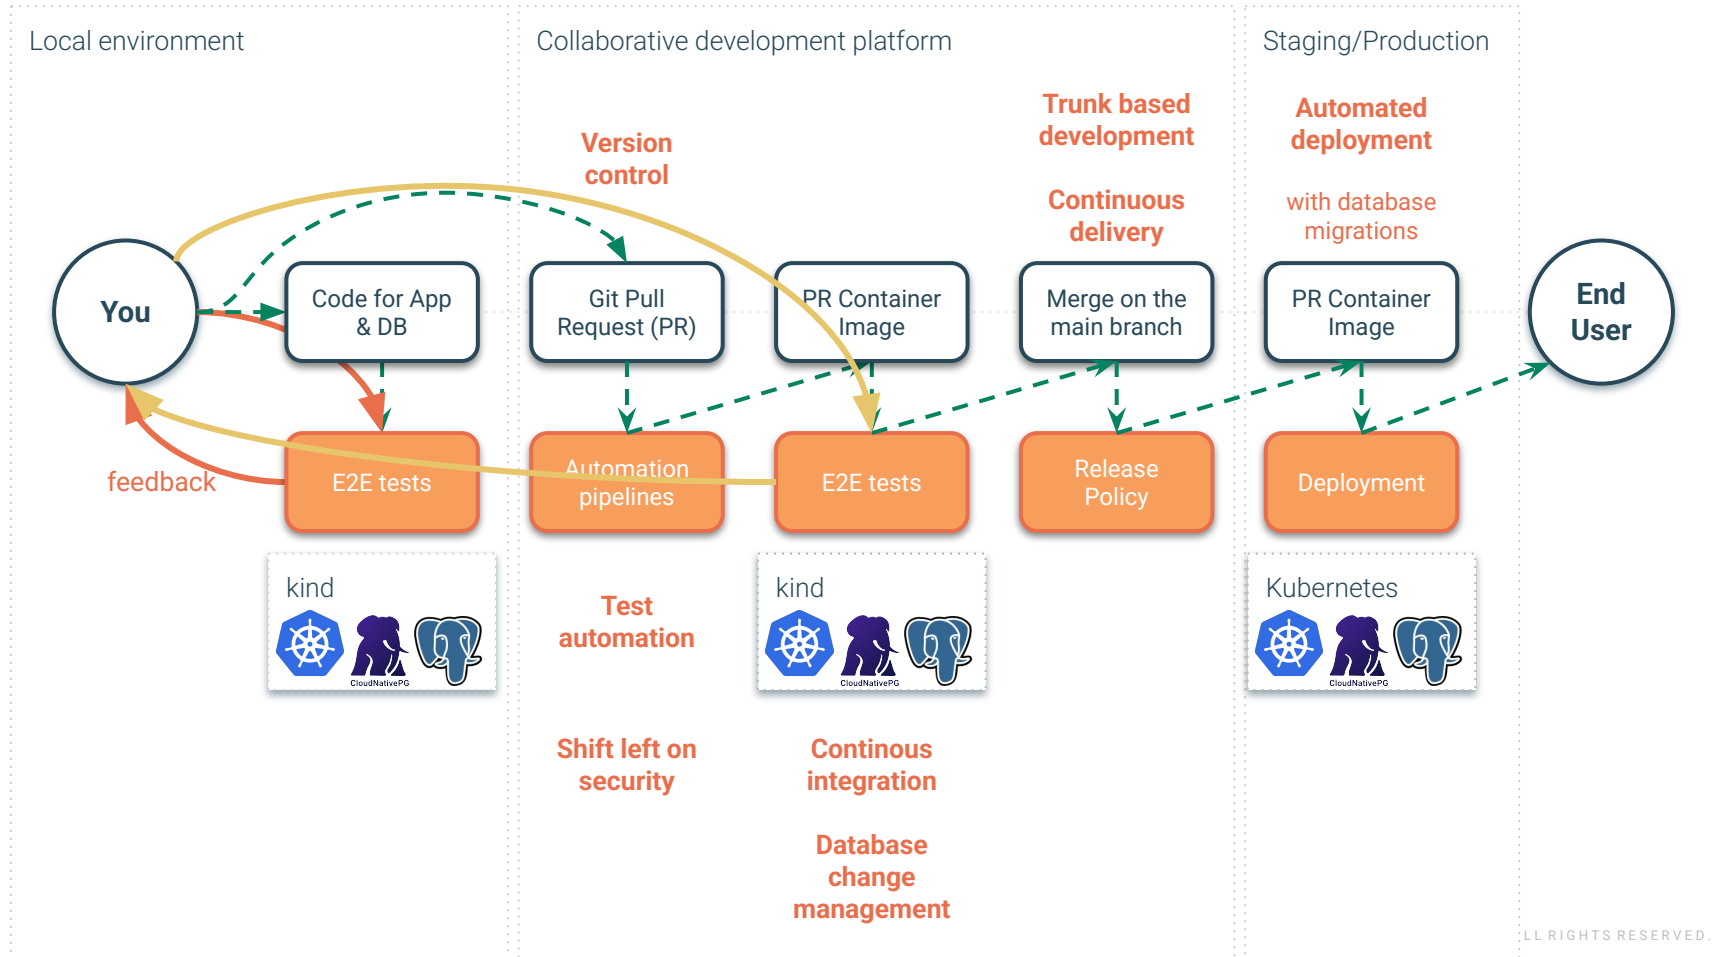 Local environment
Collaborative development platform
Staging/Production
Trunk based
development
Automated
deployment
Version
control
Continuous
delivery
with database
migrations
You
Code for App
& DB
Git Pull
Request (PR)
PR Container
Image
Merge on the
main branch
PR Container
Image
End
User
feedback
E2E tests
Automation
pipelines
E2E tests
Release
Policy
Deployment
kind
CloudNativePG
Test
automation
kind
CloudNativePG
Kubernetes
CloudNativePG
Shift left on
security
Continous
integration
Database
change
management
LL RIGHTS RESERVED.